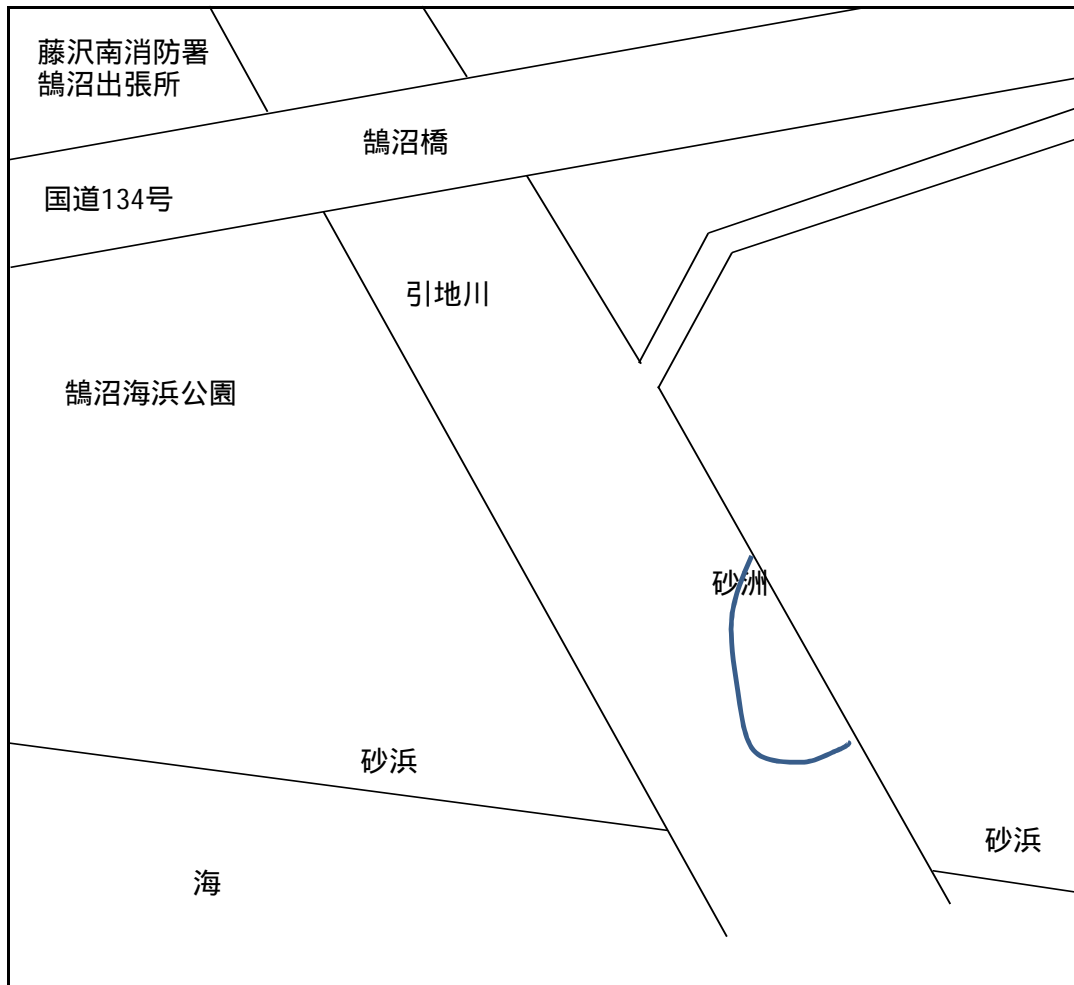 藤沢南消防署
鵠沼出張所
鵠沼橋
国道134号
引地川
鵠沼海浜公園
砂洲
砂浜
砂浜
海